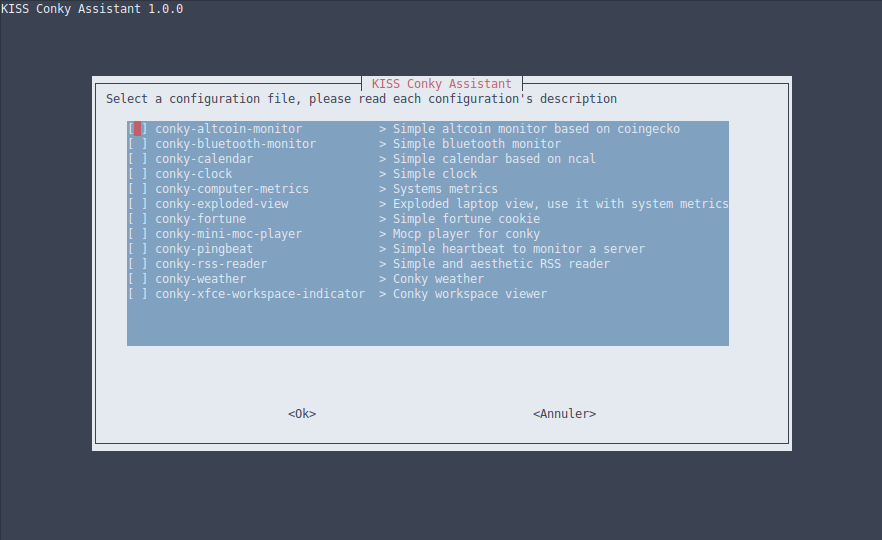 KISS Conky Assistant 1.0.0
KISS Conky Assistant
Select a configuration file, please read each configuration's description
[ ] conky-altcoin-monitor > Simple altcoin monitor based on coingecko
[ ] conky-bluetooth-monitor > Simple bluetooth monitor
[ ] conky-calendar > Simple calendar based on ncal
[ ] conky-clock > Simple clock
[ ] conky-computer-metrics > Systems metrics
[ ] conky-exploded-view > Exploded laptop view, use it with system metrics
[ ] conky-fortune > Simple fortune cookie
[ ] conky-mini-moc-player > Mocp player for conky
[ ] conky-pingbeat > Simple heartbeat to monitor a server
[ ] conky-rss-reader > Simple and aesthetic RSS reader
[ ] conky-weather > Conky weather
[ ] conky-xfce-workspace-indicator > Conky workspace viewer
<Ok> <Annuler>